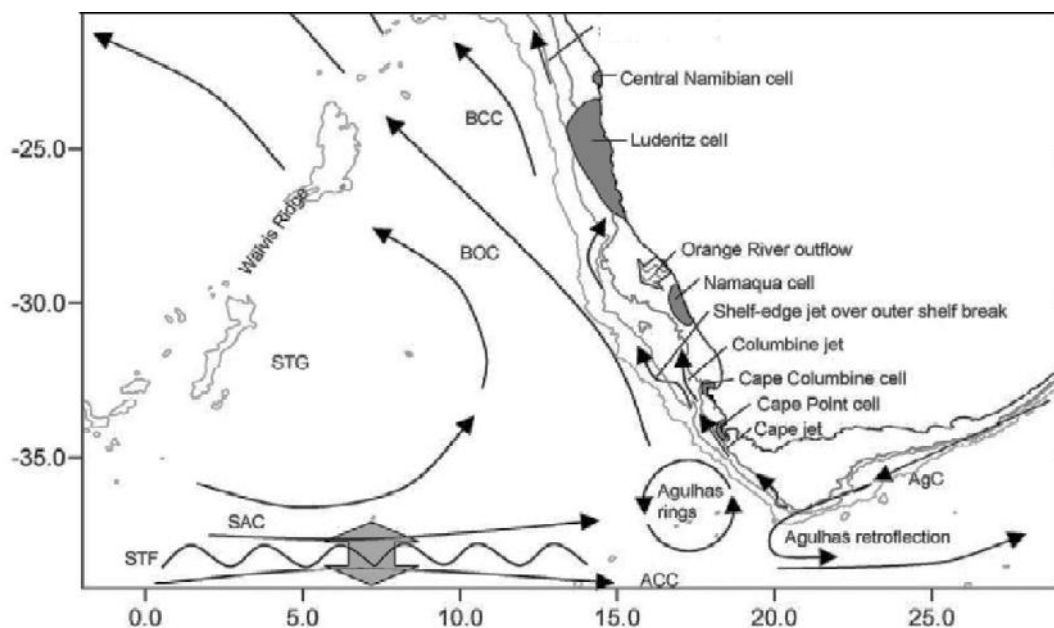 Central Namibian cell
BCC
Luderitz cell
-25.0
Walvis Ridge
BOC
Orange River outflow
Namaqua cell
-30.0
Shelf-edge jet over outer shelf break
STG
Columbine jet
Cape Columbine cell
Cape Point cell
Cape jet
-35.0
AgC
Agulhas
rings
SAC
Agulhas retroflection
STF
ACC
0.0 5.0 10.0 15.0 20.0 25.0